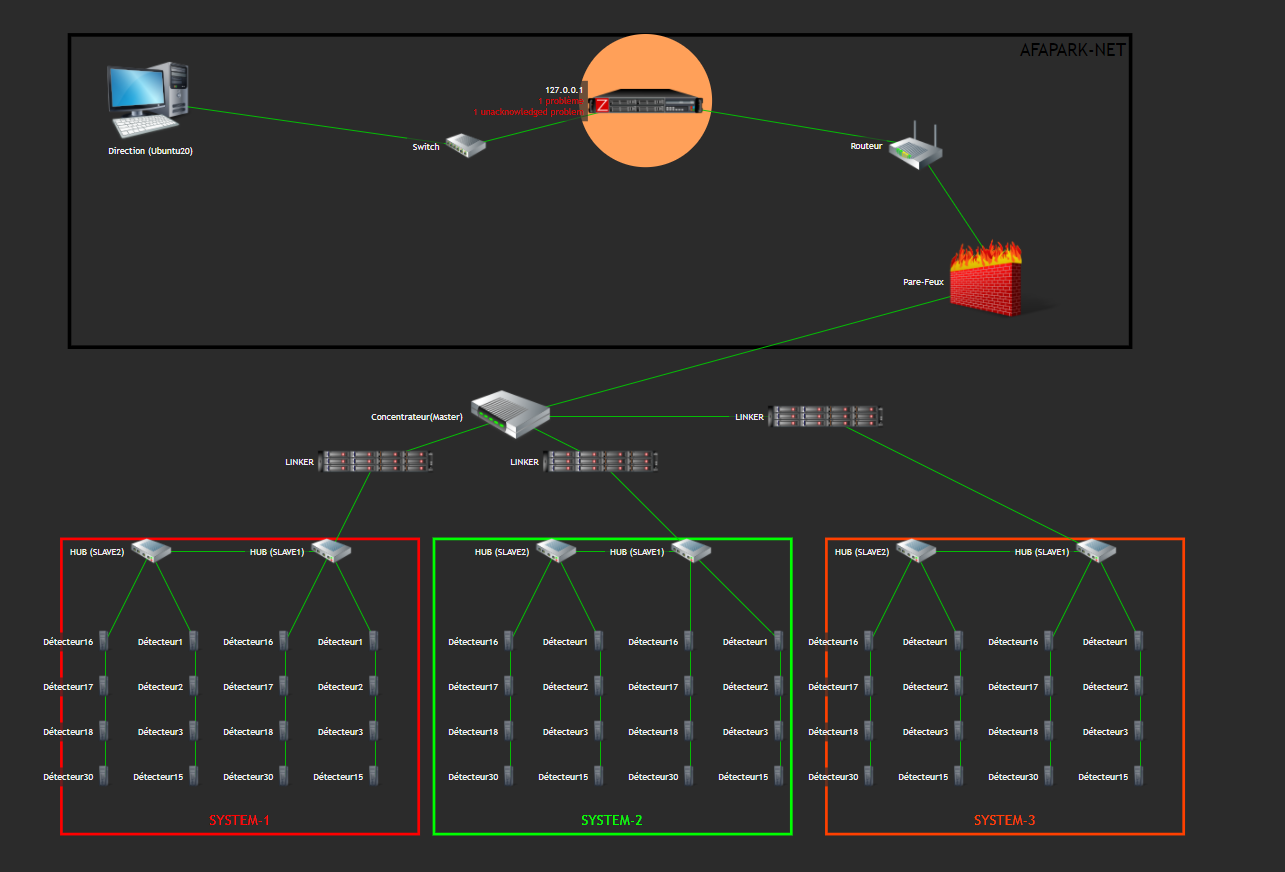 AFAPARK-NET
127.0.0.1
1 problem
1 unacknowledged problem
Z
Direction (Ubuntu20)
Switch
Routeur
Pare-Feux
Concentrateur(Master)
LINKER
LINKER
LINKER
HUB (SLAVE2)
HUB (SLAVE1)
HUB (SLAVE2)
HUB (SLAVE1)
HUB (SLAVE2)
HUB (SLAVE1)
Détecteur16 Détecteur1 Détecteur16 Détecteur1 Détecteur16 Détecteur1 Détecteur16 Détecteur1 Détecteur16 Détecteur1 Détecteur16 Détecteur1
Détecteur17 Détecteur2 Détecteur17 Détecteur2 Détecteur17 Détecteur2 Détecteur17 Détecteur2 Détecteur17 Détecteur2 Détecteur17 Détecteur2
Détecteur18 Détecteur3 Détecteur18 Détecteur3 Détecteur18 Détecteur3 Détecteur18 Détecteur3 Détecteur18 Détecteur3 Détecteur18 Détecteur3
Détecteur30 Détecteur15 Détecteur30 Détecteur15 Détecteur30 Détecteur15 Détecteur30 Détecteur15 Détecteur30 Détecteur15 Détecteur30 Détecteur15
SYSTEM-1
SYSTEM-2
SYSTEM-3